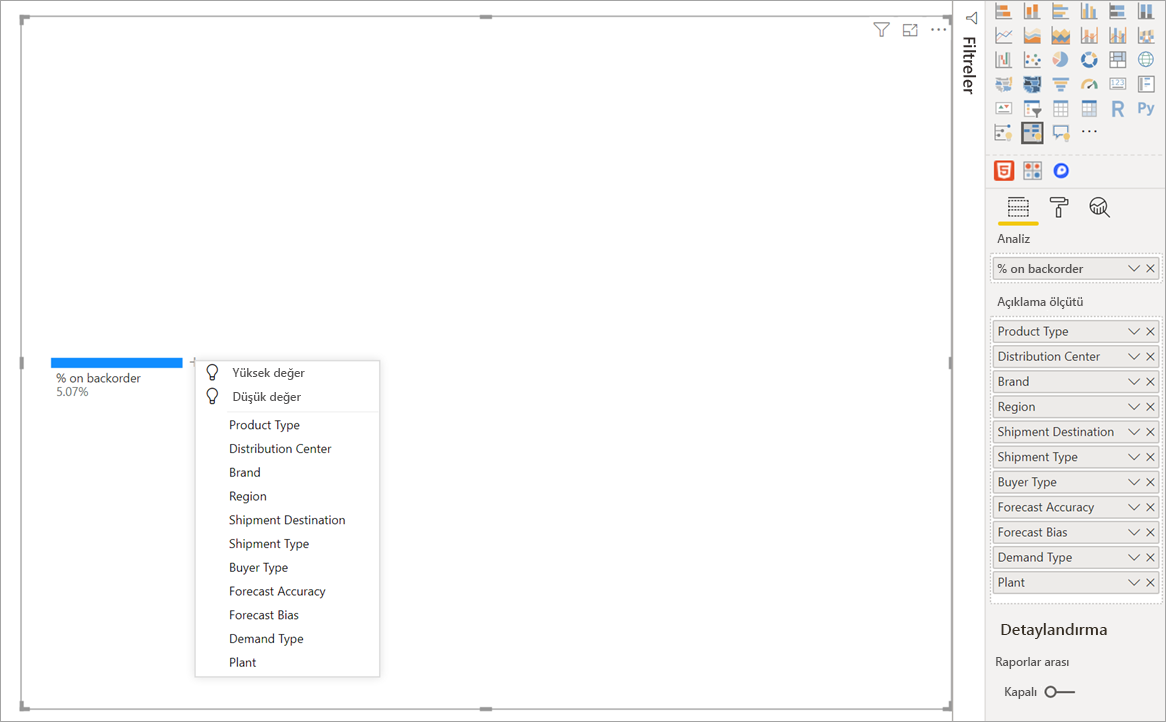 % on backorder
5.07%
Yüksek değer
Düşük değer
Product Type
Distribution Center
Brand
Region
Shipment Destination
Shipment Type
Buyer Type
Forecast Accuracy
Forecast Bias
Demand Type
Plant
Filtreler
123
R
Py
5
Analiz
% on backorder
Açıklama ölçütü
Product Type
Distribution Center
Brand
Region
Shipment Destination
Shipment Type
Buyer Type
Forecast Accuracy
Forecast Bias
Demand Type
Plant
Detaylandırma
Raporlar arası
Kapalı